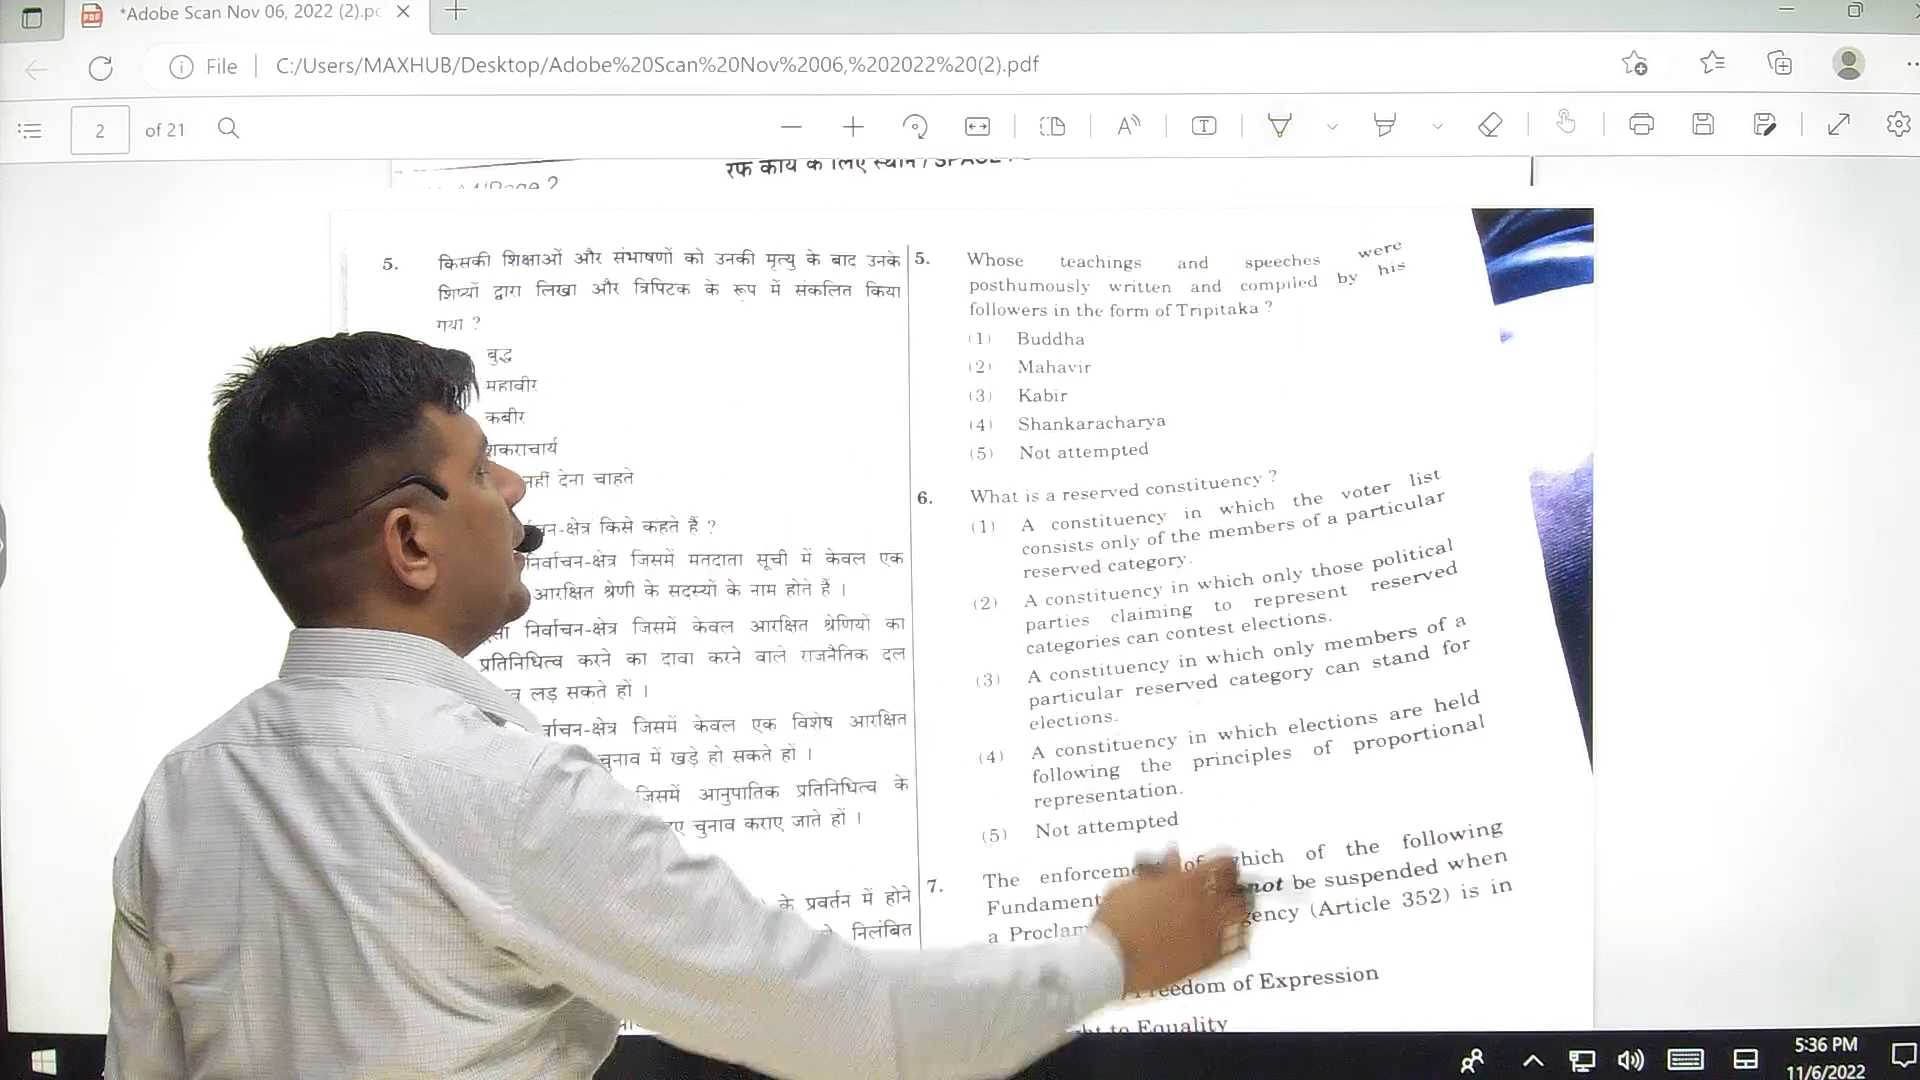 *Adobe Scan Nov 06, 2022 (2).pd
File
C:/Users/MAXHUB/Desktop/Adobe%20Scan%20Nov%2006,%202022%20(2).pdf
2 of 21
रफ कार्य के लिए स्थान / SPACE
5. किसकी शिक्षाओं और संभाषणों को उनकी मृत्यु के बाद उनके
शिष्यों द्वारा लिखा और त्रिपिटक के रूप में संकलित किया
गया ?
बुद्ध
महावीर
कबीर
शंकराचार्य
नहीं देना चाहते
किसे कहते हैं ?
निर्वाचन-क्षेत्र जिसमें मतदाता सूची में केवल एक
आरक्षित श्रेणी के सदस्यों के नाम होते हैं ।
निर्वाचन-क्षेत्र जिसमें केवल आरक्षित श्रेणियों का
प्रतिनिधित्व करने का दावा करने वाले राजनैतिक दल
लड़ सकते हों ।
जिसमें केवल एक विशेष आरक्षित
चुनाव में खड़े हो सकते हों ।
जिसमें आनुपातिक प्रतिनिधित्व के
चुनाव कराए जाते हों ।
के प्रवर्तन में होने
निलंबित
5. Whose teachings and speeches were
posthumously written and compiled by his
followers in the form of Tripitaka ?
(1) Buddha
(2) Mahavir
(3) Kabir
(4) Shankaracharya
(5) Not attempted
6. What is a reserved constituency ?
(1) A constituency in which the voter list
consists only of the members of a particular
reserved category.
(2) A constituency in which only those political
parties claiming to represent reserved
categories can contest elections.
(3) A constituency in which only members of a
particular reserved category can stand for
elections.
(4) A constituency in which elections are held
following the principles of proportional
representation.
(5) Not attempted
7. The of which of the following
not be suspended when
a (Article 352) is in
Freedom of Expression
to Equality
5:36 PM
11/6/2022